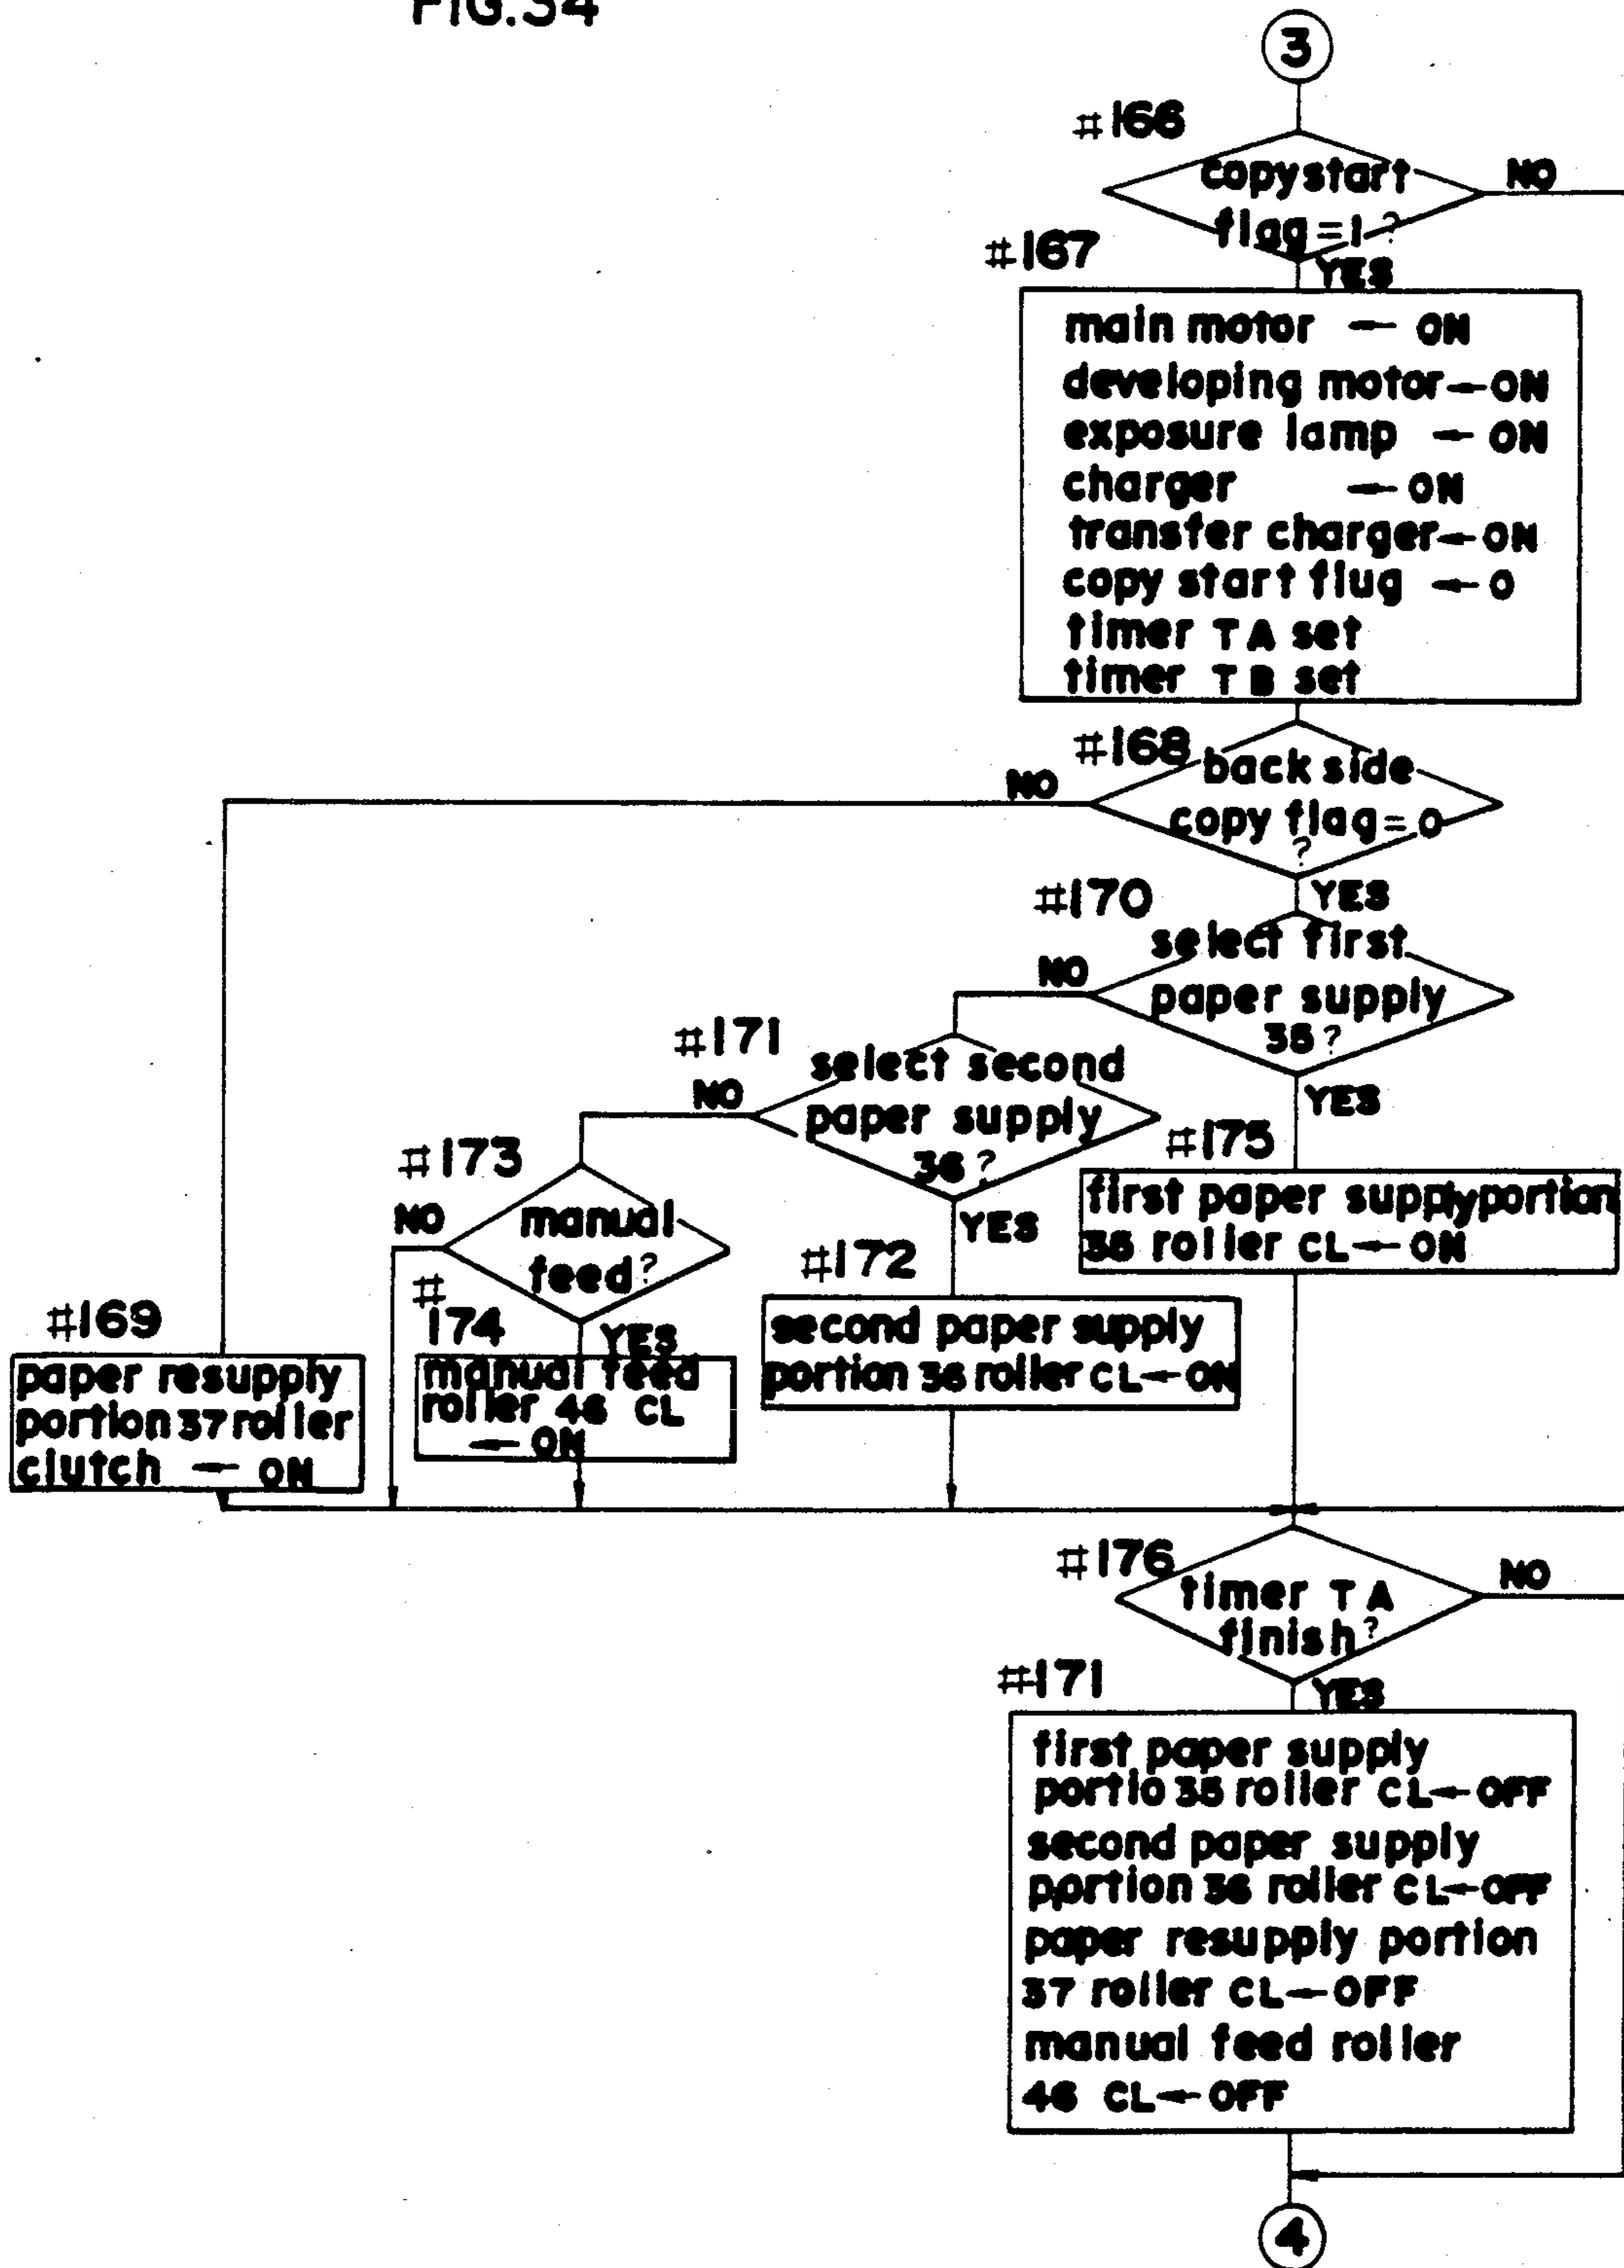 FIG.34
3
#166
copy start
flag=1?
NO
YES
#167
main motor ← ON
developing motor←ON
exposure lamp ← ON
charger ← ON
transfer charger←ON
copy start flug ← 0
timer TA set
timer TB set
#168
back side
copy flag=0
?
NO
YES
#170
select first
paper supply
35?
NO
YES
#171
select second
paper supply
36?
NO
YES
#173
manual
feed?
NO
YES
#175
first paper supply portion
35 roller CL←ON
#172
second paper supply
portion 36 roller CL←ON
#
174
manual feed
roller 46 CL
← ON
#169
paper resupply
portion 37 roller
clutch ← ON
#176
timer TA
finish?
NO
YES
#171
first paper supply
portio 35 roller CL←OFF
second paper supply
portion 36 roller CL←OFF
paper resupply portion
37 roller CL←OFF
manual feed roller
46 CL←OFF
4